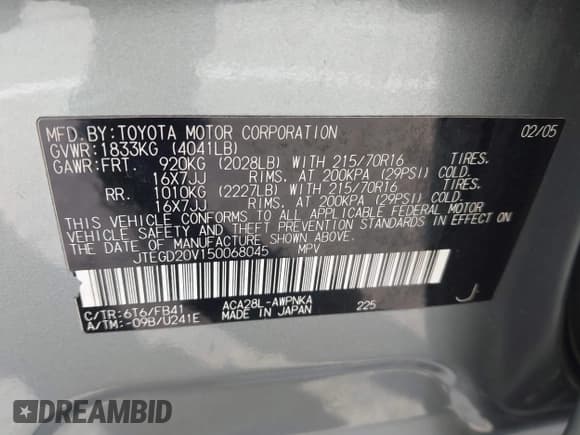 MFD.BY:TOYOTA MOTOR CORPORATION 02/05
GVWR:1833KG (4041LB)
GAWR:FRT. 920KG (2028LB) WITH 215/70R16 TIRES.
16X7JJ RIMS. AT 200KPA (29PSI) COLD.
RR. 1010KG (2227LB) WITH 215/70R16 TIRES.
16X7JJ RIMS. AT 200KPA (29PSI) COLD.
THIS VEHICLE CONFORMS TO ALL APPLICABLE FEDERAL MOTOR
VEHICLE SAFETY AND THEFT PREVENTION STANDARDS IN EFFECT ON
THE DATE OF MANUFACTURE SHOWN ABOVE.
JTEGD20V150068045 MPV
C/TR:6T6/FB41 ACA28L-AWPNKA 225 J
A/TM:-09B/U241E MADE IN JAPAN
DREAMBID